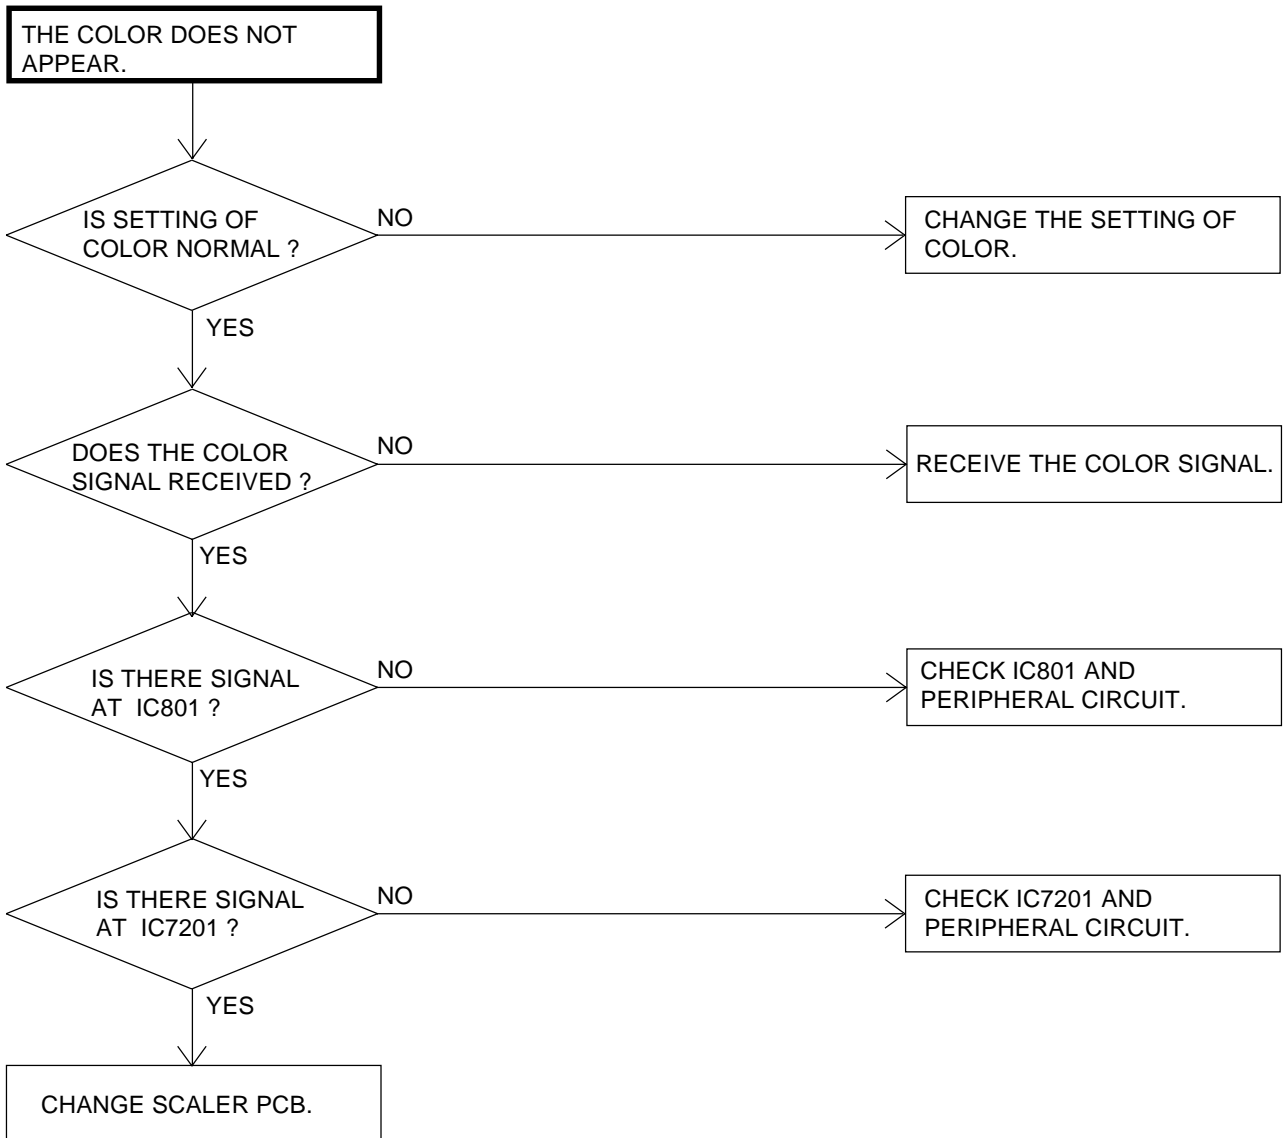 THE COLOR DOES NOT
APPEAR.
IS SETTING OF
COLOR NORMAL ?
NO
CHANGE THE SETTING OF
COLOR.
YES
DOES THE COLOR
SIGNAL RECEIVED ?
NO
RECEIVE THE COLOR SIGNAL.
YES
IS THERE SIGNAL
AT IC801 ?
NO
CHECK IC801 AND
PERIPHERAL CIRCUIT.
YES
IS THERE SIGNAL
AT IC7201 ?
NO
CHECK IC7201 AND
PERIPHERAL CIRCUIT.
YES
CHANGE SCALER PCB.